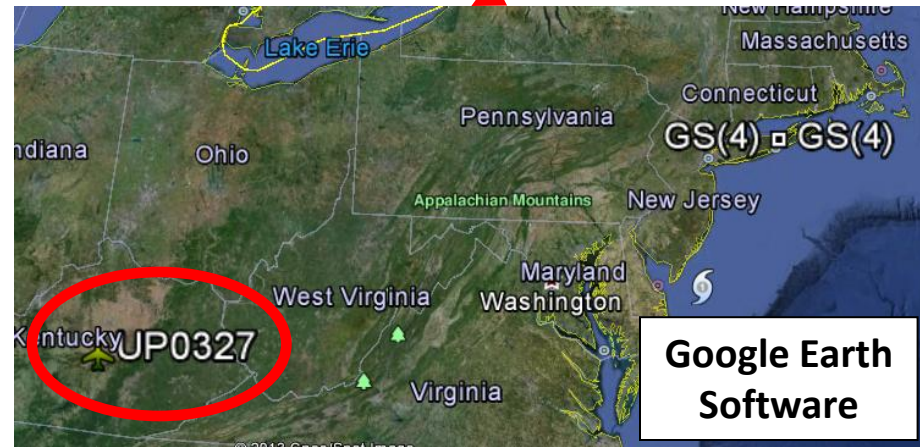 New Hampshire
Lake Erie
Massachusetts
Connecticut
Pennsylvania
GS(4) GS(4)
ndiana
Ohio
Appalachian Mountains
New Jersey
Maryland
West Virginia
Washington
Kentucky
UP0327
Virginia
Google Earth
Software